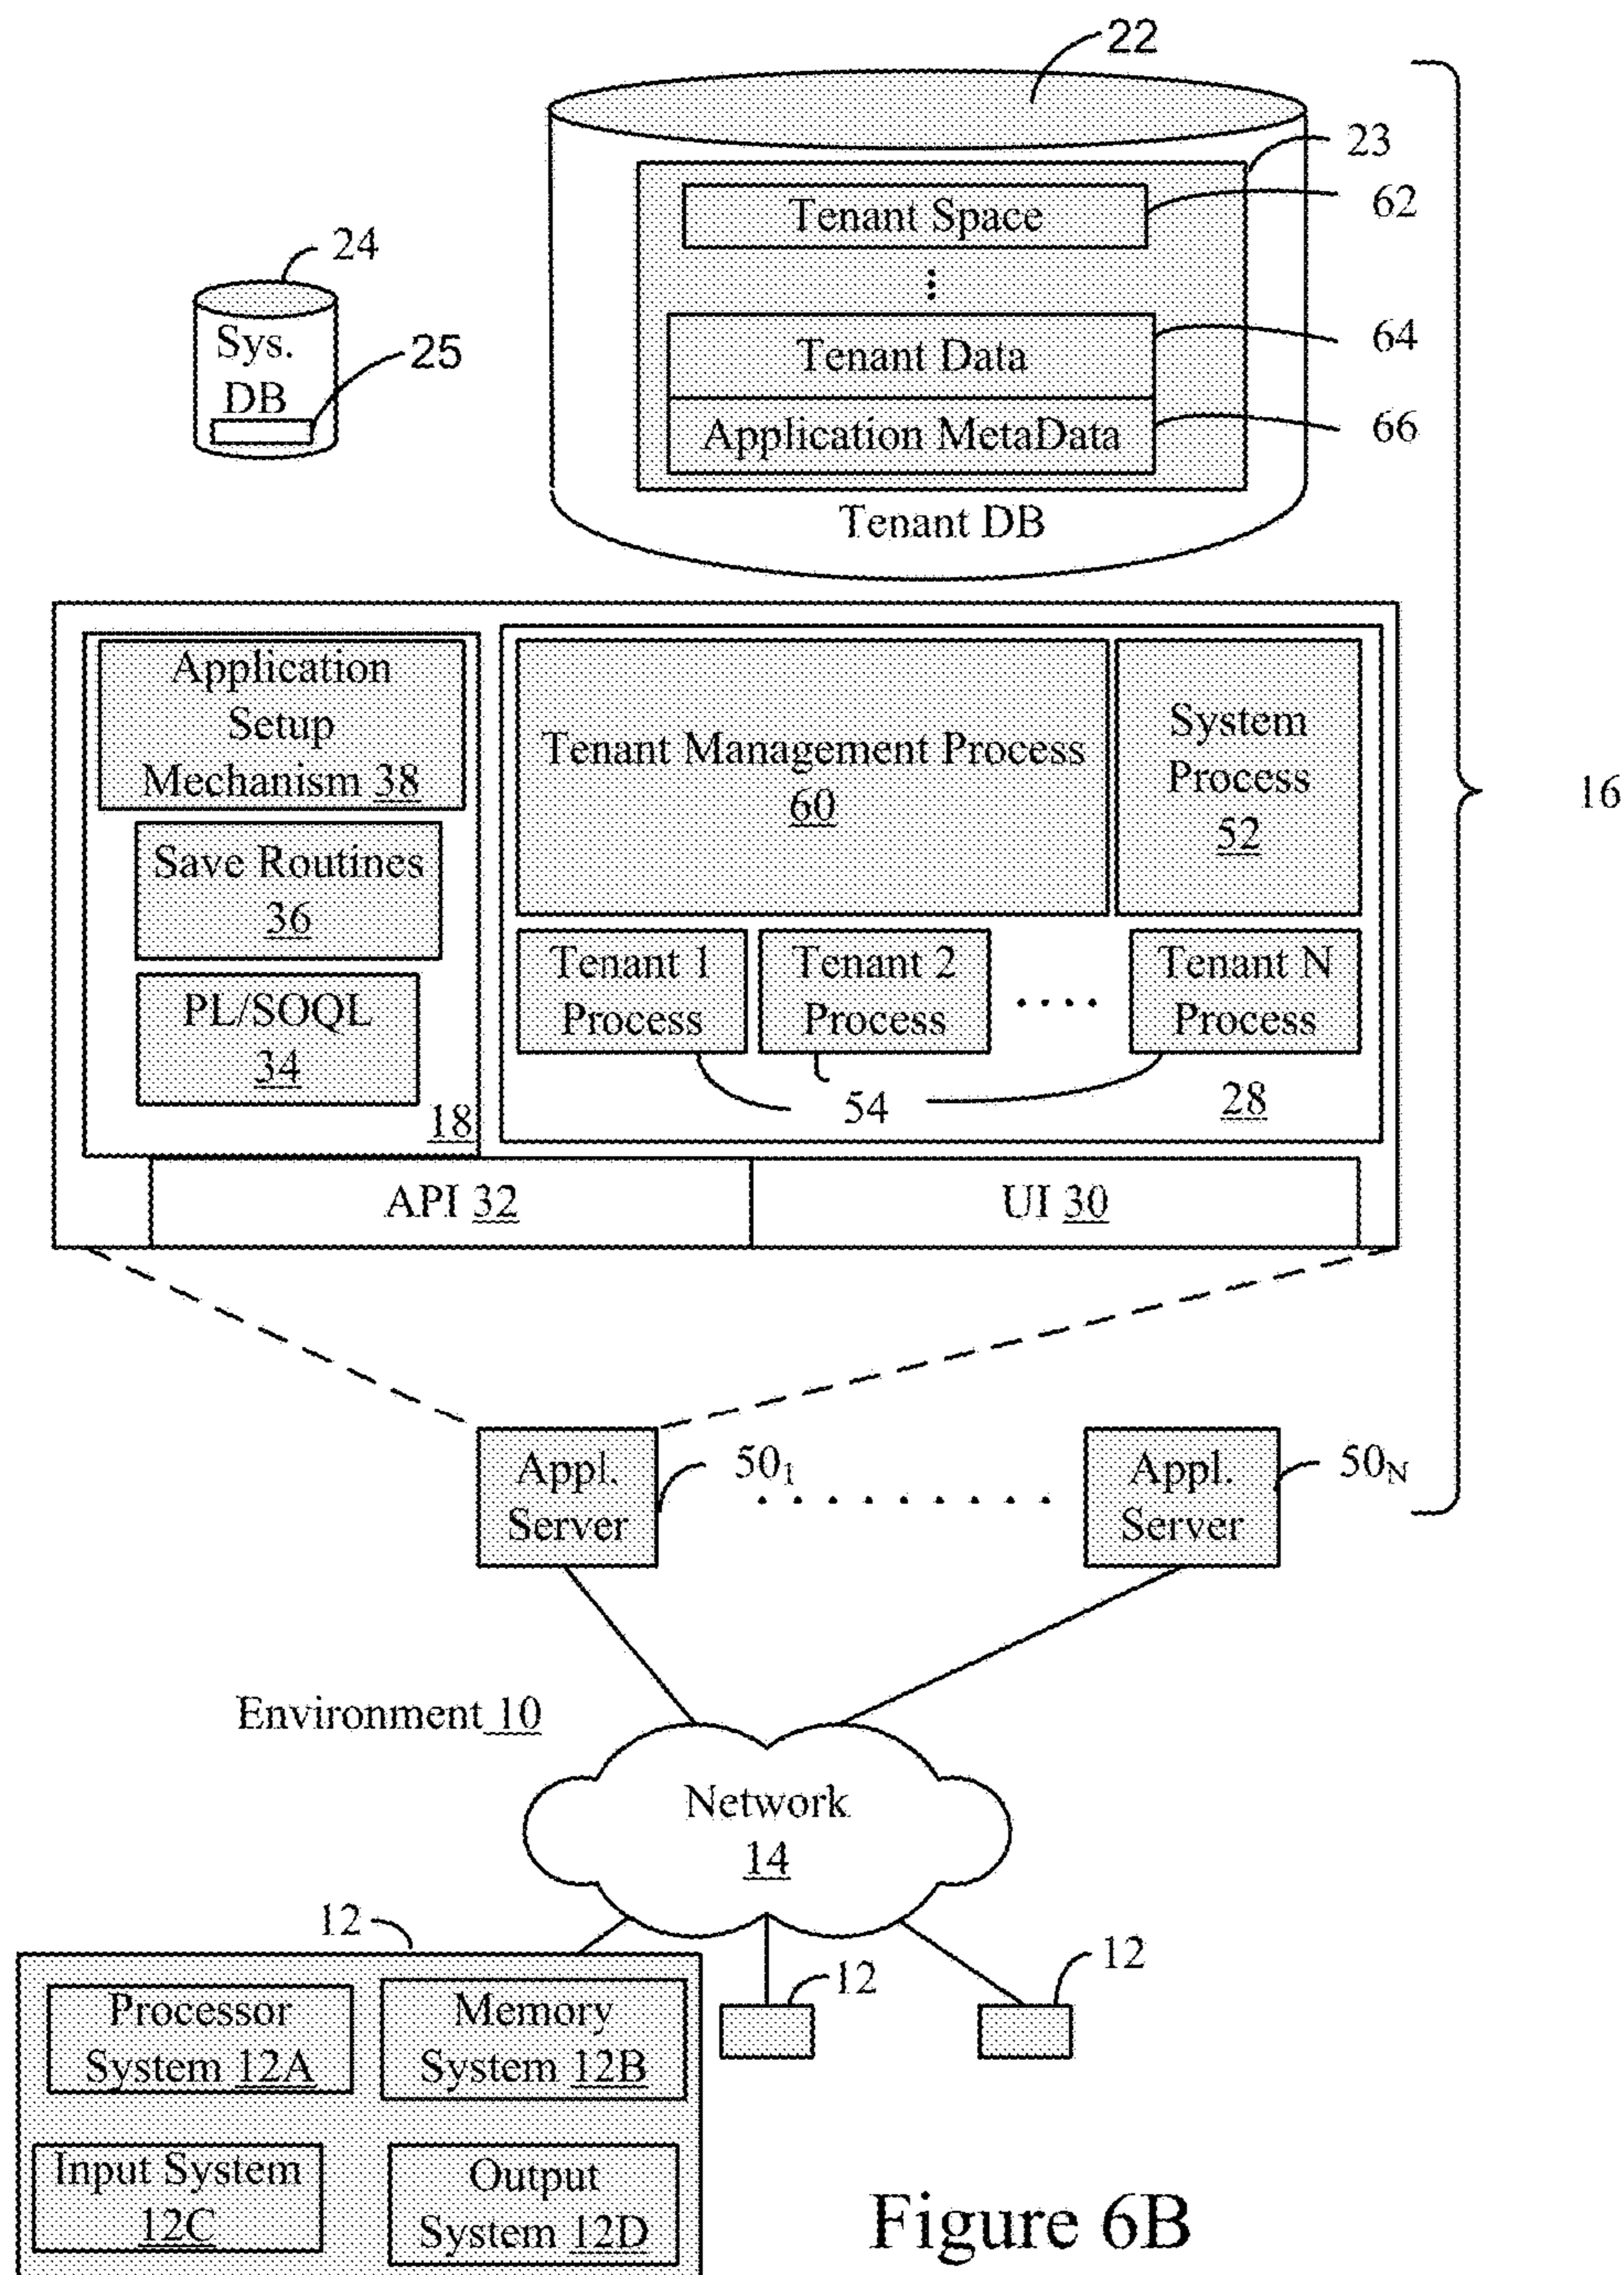 22
23
Tenant Space
62
24
Sys.
DB
25
Tenant Data
64
Application MetaData
66
Tenant DB
Application
Setup
Mechanism 38
Tenant Management Process
60
System
Process
52
16
Save Routines
36
Tenant 1
Process
Tenant 2
Process
Tenant N
Process
PL/SOQL
34
18
54
28
API 32
UI 30
Appl.
Server
50₁
Appl.
Server
50ₙ
Environment 10
Network
14
12
12
12
Processor
System 12A
Memory
System 12B
Input System
12C
Output
System 12D
Figure 6B